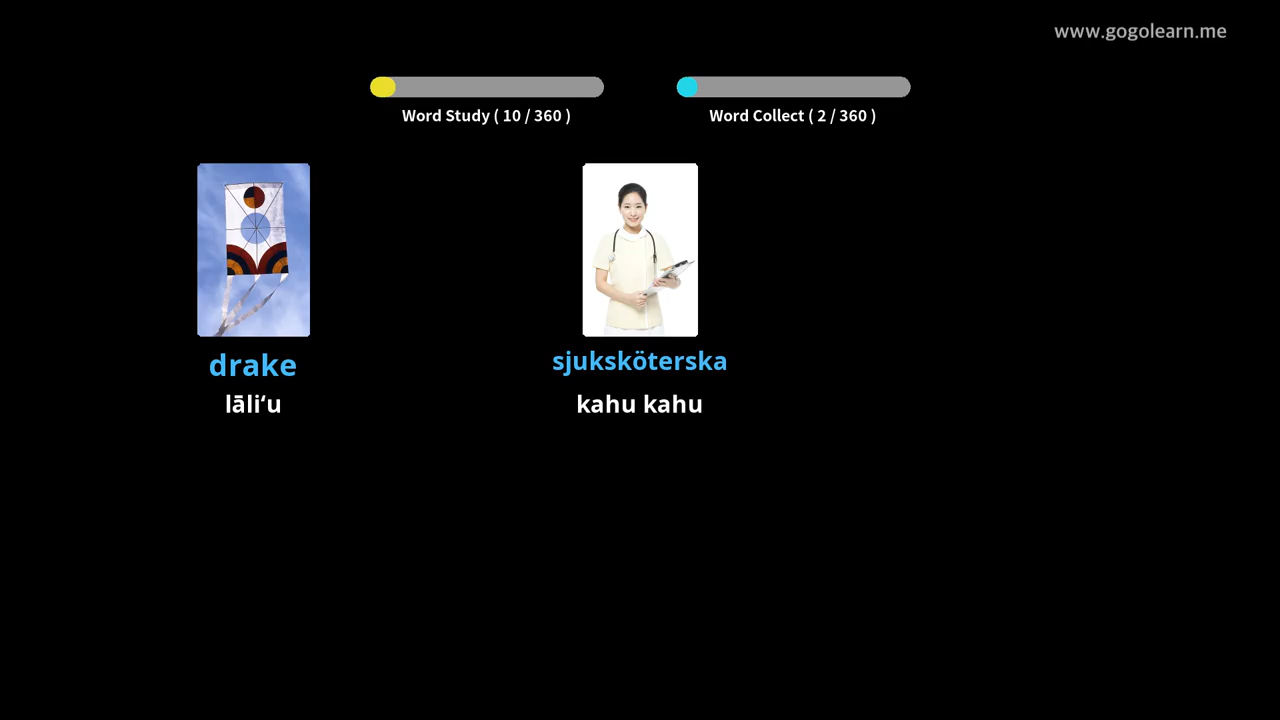 www.gogolearn.me
Word Study ( 10 / 360 )
Word Collect ( 2 / 360 )
drake
lāliʻu
sjuksköterska
kahu kahu